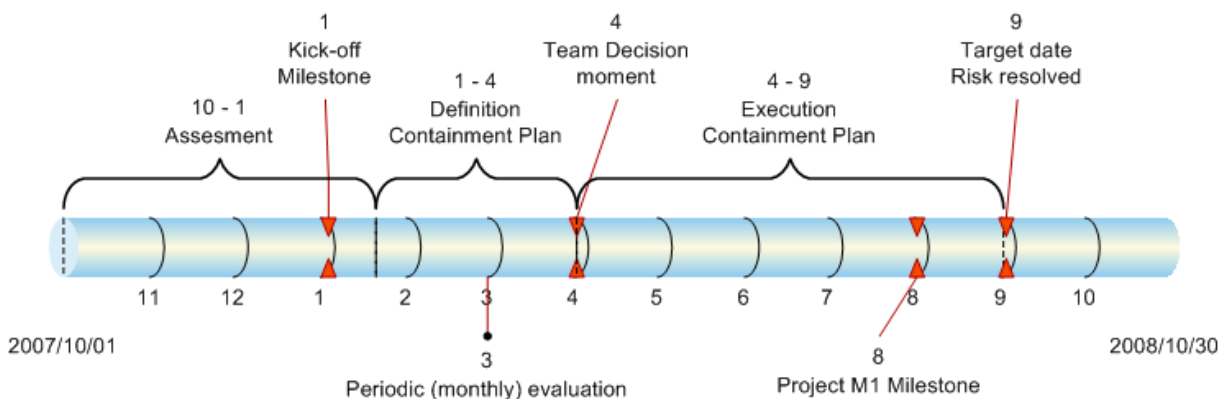 1
Kick-off
Milestone
4
Team Decision
moment
9
Target date
Risk resolved
10 - 1
Assesment
1 - 4
Definition
Containment Plan
4 - 9
Execution
Containment Plan
11
12
1
2
3
4
5
6
7
8
9
10
2007/10/01
2008/10/30
3
Periodic (monthly) evaluation
8
Project M1 Milestone